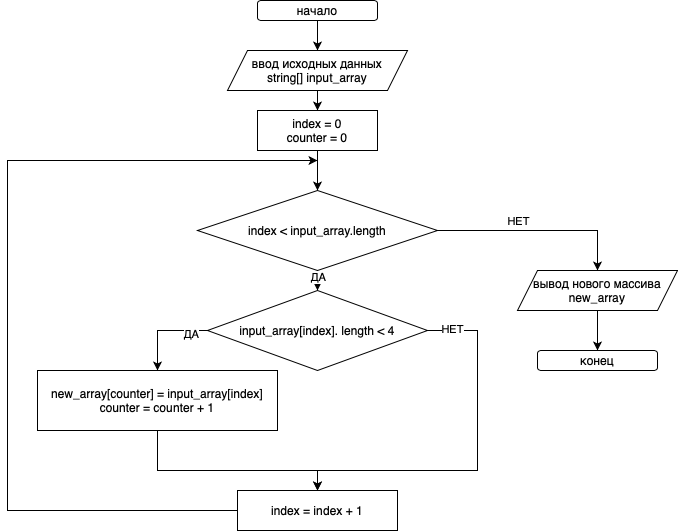 начало
ввод исходных данных
string[] input_array
index = 0
counter = 0
index < input_array.length
НЕТ
ДА
вывод нового массива
new_array
input_array[index]. length < 4
ДА
НЕТ
конец
new_array[counter] = input_array[index]
counter = counter + 1
index = index + 1